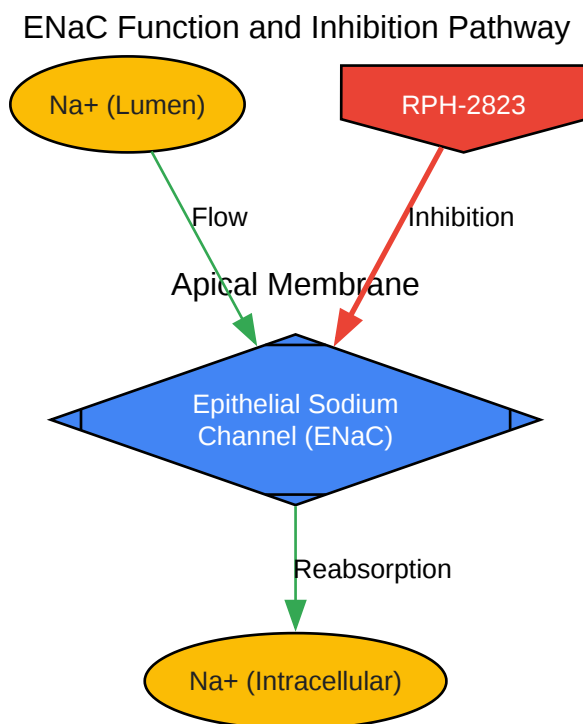 ENaC Function and Inhibition Pathway
Na+ (Lumen)
RPH-2823
Flow
Inhibition
Apical Membrane
Epithelial Sodium
Channel (ENaC)
Reabsorption
Na+ (Intracellular)